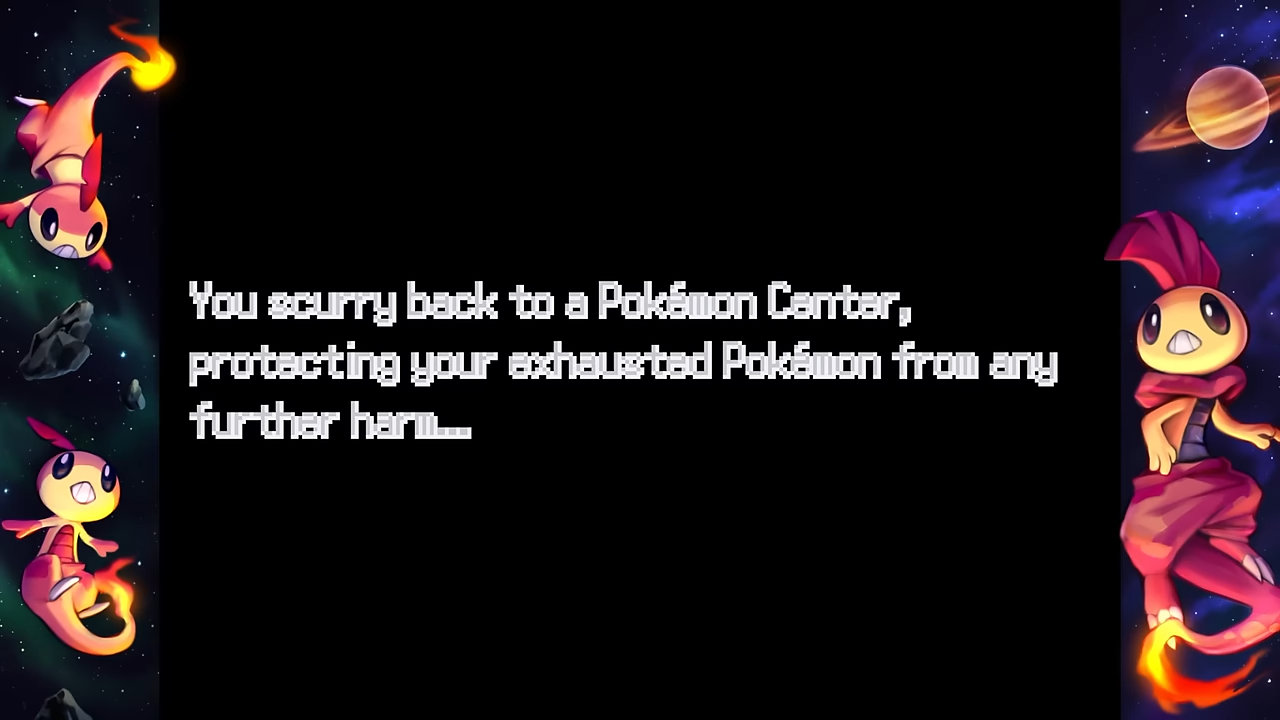 You scurry back to a Pokémon Center,
protecting your exhausted Pokémon from any
further harm...